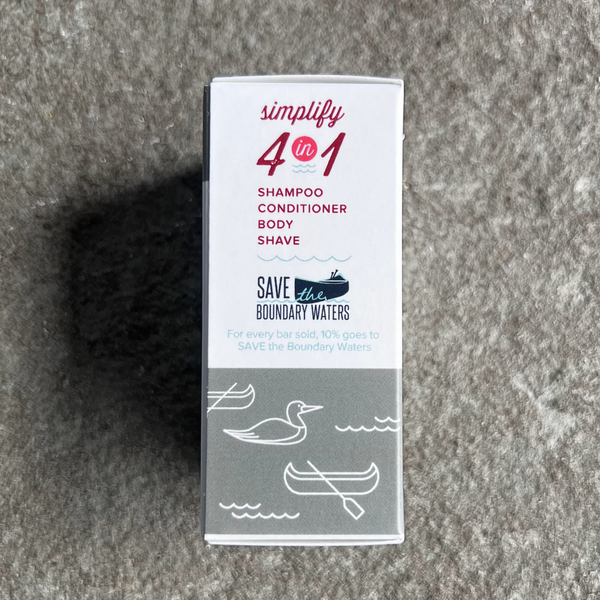 simplify
4 in 1
SHAMPOO
CONDITIONER
BODY
SHAVE
SAVE the
BOUNDARY WATERS
For every bar sold, 10% goes to
SAVE the Boundary Waters